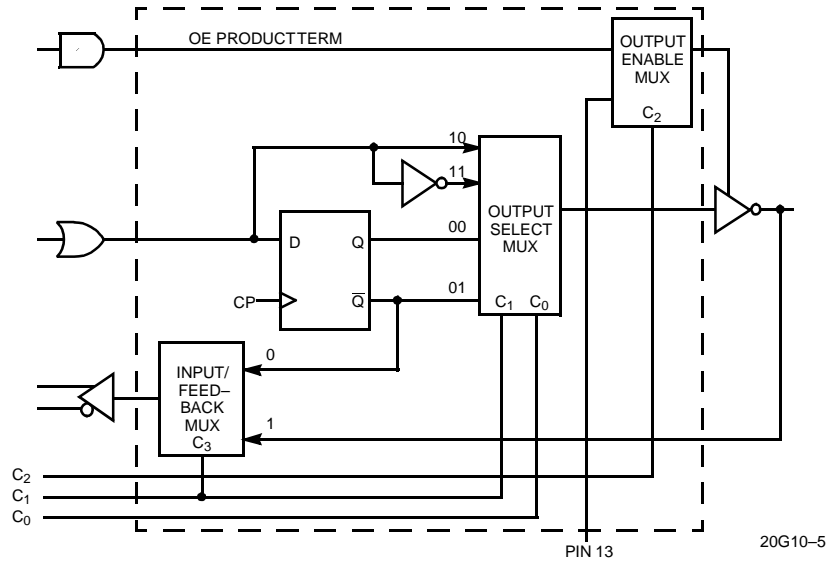 OE PRODUCTTERM
OUTPUT
ENABLE
MUX
C2
10
11
OUTPUT
SELECT
MUX
D
Q
00
CP
Q̅
01
C1
C0
0
INPUT/
FEED–
BACK
MUX
C3
1
C2
C1
C0
PIN 13
20G10–5